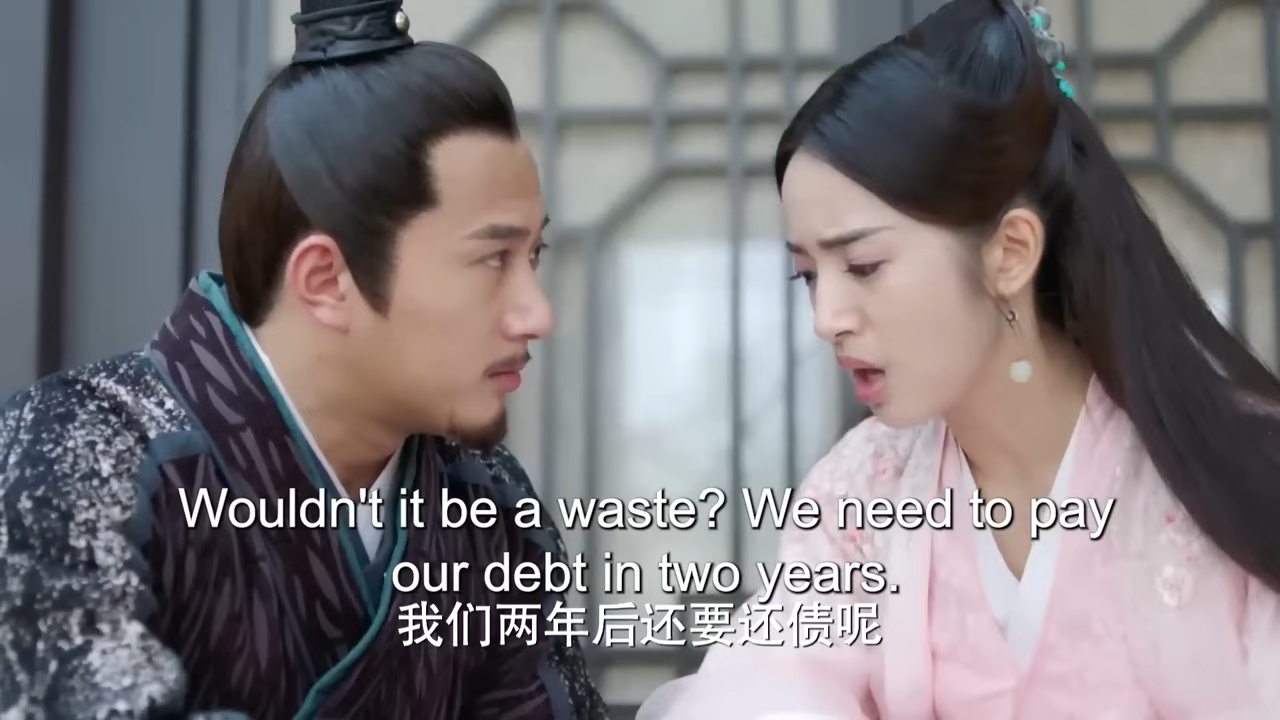 Wouldn't it be a waste? We need to pay
our debt in two years.
我们两年后还要还债呢